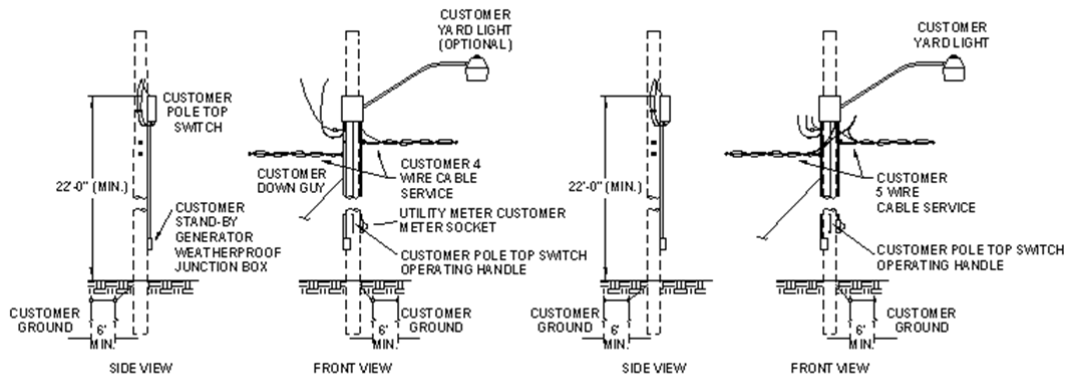 CUSTOMER
YARD LIGHT
(OPTIONAL)
CUSTOMER
POLE TOP
SWITCH
22'-0" (MIN.)
CUSTOMER
STAND-BY
GENERATOR
WEATHERPROOF
JUNCTION BOX
CUSTOMER
DOWN GUY
CUSTOMER 4
WIRE CABLE
SERVICE
UTILITY METER CUSTOMER
METER SOCKET
CUSTOMER POLE TOP SWITCH
OPERATING HANDLE
CUSTOMER
GROUND
6'
MIN.
6'
MIN.
CUSTOMER
GROUND
SIDE VIEW
FRONT VIEW
CUSTOMER
YARD LIGHT
22'-0" (MIN.)
CUSTOMER
5 WIRE
CABLE SERVICE
CUSTOMER POLE TOP SWITCH
OPERATING HANDLE
CUSTOMER
GROUND
6'
MIN.
6'
MIN.
CUSTOMER
GROUND
SIDE VIEW
FRONT VIEW